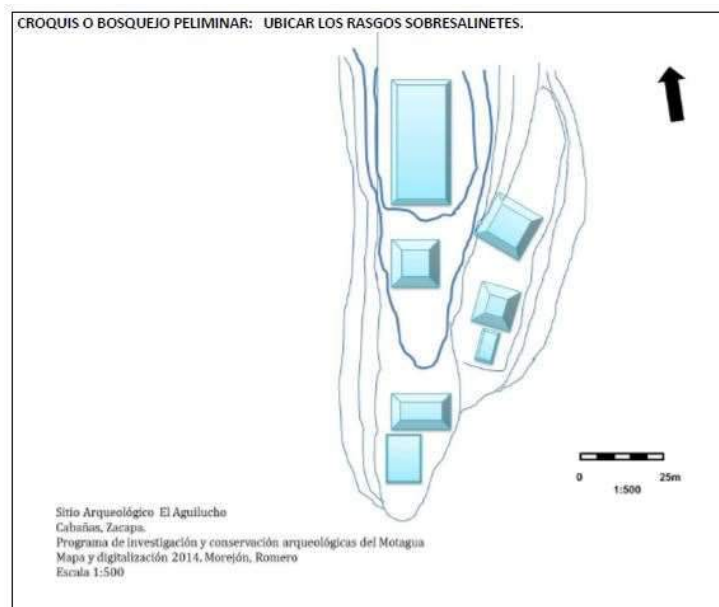 CROQUIS O BOSQUEJO PELIMINAR: UBICAR LOS RASGOS SOBRESALINETES.
0 25m
1:500
Sitio Arqueológico El Aguilucho
Cabañas, Zacapa.
Programa de investigación y conservación arqueológicas del Motagua
Mapa y digitalización 2014, Morejón, Romero
Escala 1:500